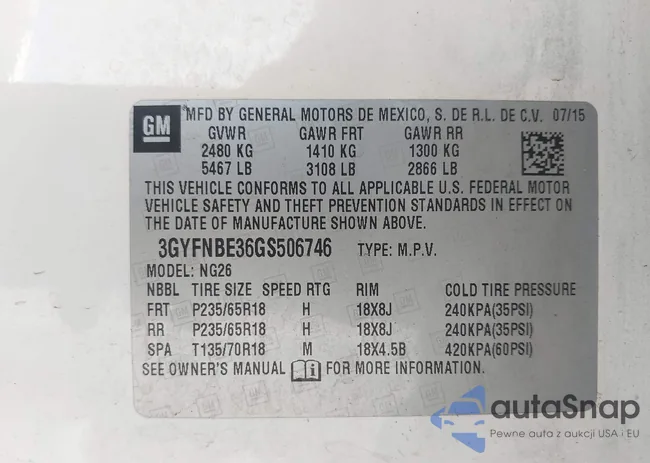 GM MFD BY GENERAL MOTORS DE MEXICO, S. DE R.L. DE C.V. 07/15
GVWR GAWR FRT GAWR RR
2480 KG 1410 KG 1300 KG
5467 LB 3108 LB 2866 LB
THIS VEHICLE CONFORMS TO ALL APPLICABLE U.S. FEDERAL MOTOR
VEHICLE SAFETY AND THEFT PREVENTION STANDARDS IN EFFECT ON
THE DATE OF MANUFACTURE SHOWN ABOVE.
3GYFNBE36GS506746 TYPE: M.P.V.
MODEL: NG26
NBBL TIRE SIZE SPEED RTG RIM COLD TIRE PRESSURE
FRT P235/65R18 H 18X8J 240KPA(35PSI)
RR P235/65R18 H 18X8J 240KPA(35PSI)
SPA T135/70R18 M 18X4.5B 420KPA(60PSI)
SEE OWNER'S MANUAL i FOR MORE INFORMATION.
autaSnap
Pewne auta z aukcji USA i EU